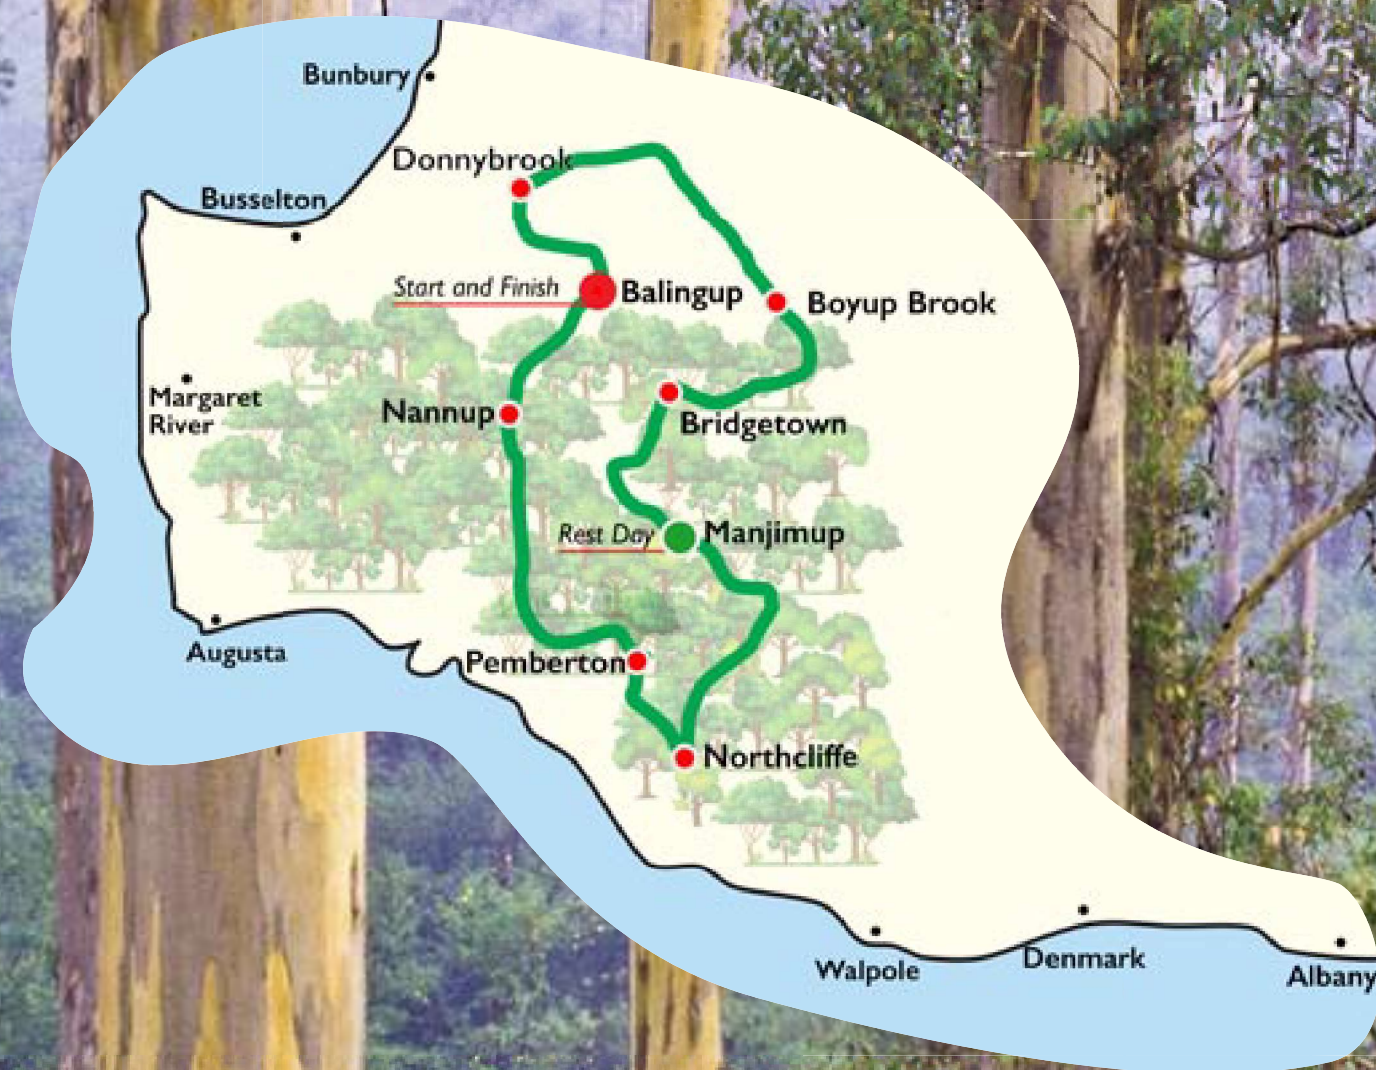 Bunbury
Donnybrook
Busselton
Start and Finish
Balingup
Boyup Brook
Margaret
River
Nannup
Bridgetown
Rest Day
Manjimup
Augusta
Pemberton
Northcliffe
Walpole
Denmark
Albany